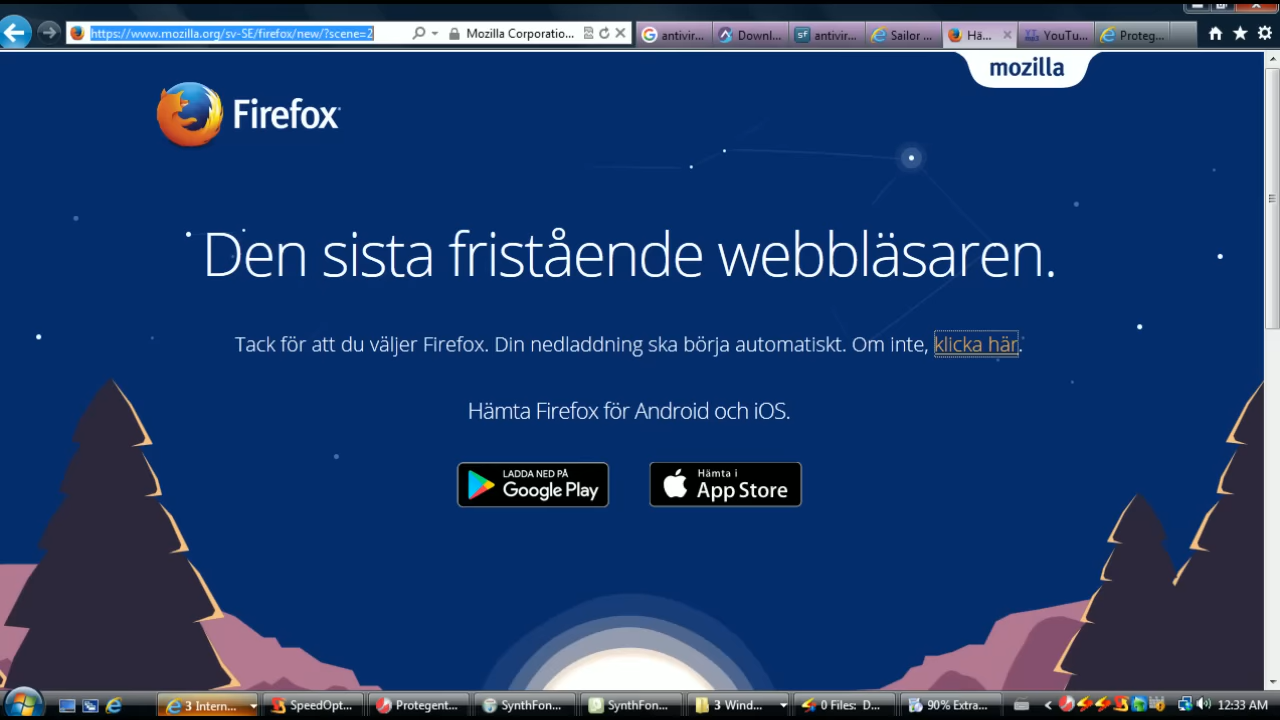 https://www.mozilla.org/sv-SE/firefox/new/?scene=2
Mozilla Corporatio...
antivir...
Downl...
antivir...
Sailor ...
Hä...
YouTu...
Proteg...
mozilla
Firefox
Den sista fristående webbläsaren.
Tack för att du väljer Firefox. Din nedladdning ska börja automatiskt. Om inte, klicka här.
Hämta Firefox för Android och iOS.
LADDA NED PÅ
Google Play
Hämta i
App Store
3 Intern...
SpeedOpt...
Protegent...
SynthFon...
SynthFon...
3 Wind...
0 Files: D...
90% Extra...
12:33 AM